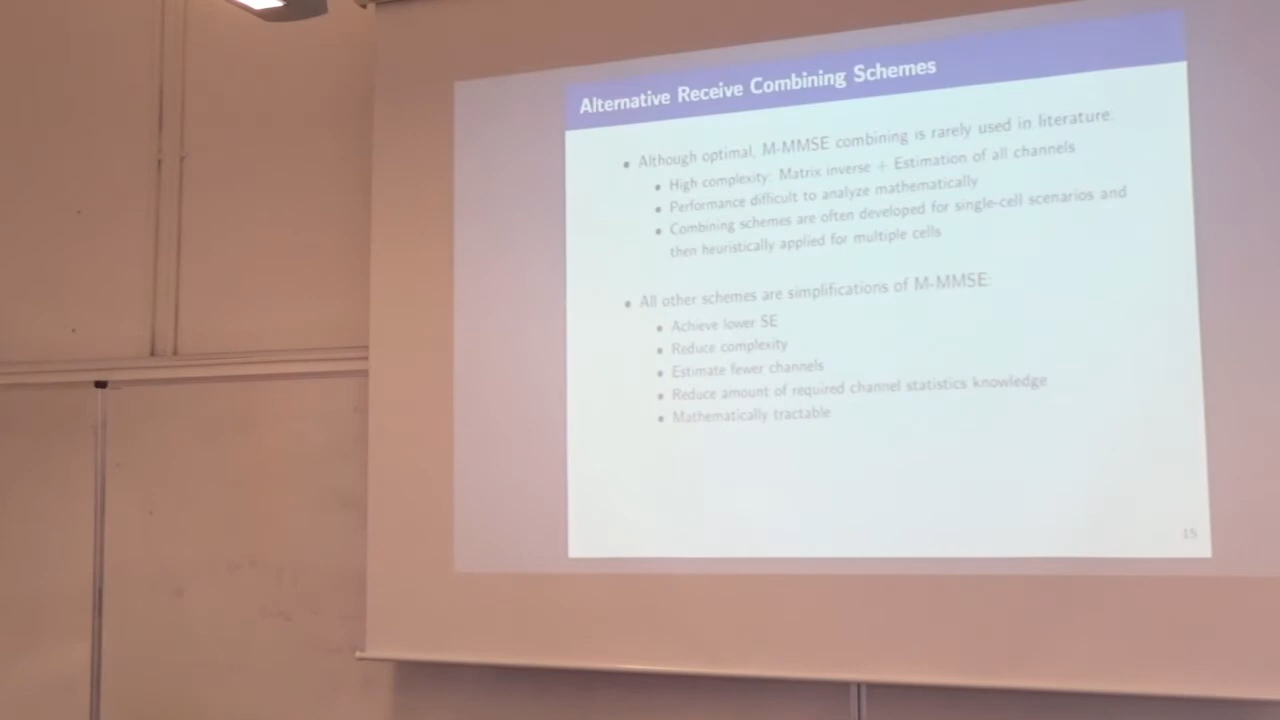 Alternative Receive Combining Schemes
• Although optimal, M-MMSE combining is rarely used in literature:
• High complexity: Matrix inverse + Estimation of all channels
• Performance difficult to analyze mathematically
• Combining schemes are often developed for single-cell scenarios and
then heuristically applied for multiple cells
• All other schemes are simplifications of M-MMSE:
• Achieve lower SE
• Reduce complexity
• Estimate fewer channels
• Reduce amount of required channel statistics knowledge
• Mathematically tractable
15